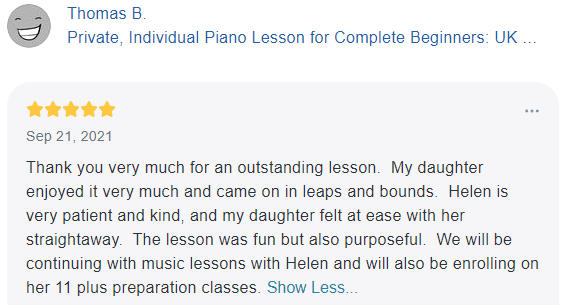 Thomas B.
Private, Individual Piano Lesson for Complete Beginners: UK ...
Sep 21, 2021
Thank you very much for an outstanding lesson.  My daughter
enjoyed it very much and came on in leaps and bounds.  Helen is
very patient and kind, and my daughter felt at ease with her
straightaway.  The lesson was fun but also purposeful.  We will be
continuing with music lessons with Helen and will also be enrolling on
her 11 plus preparation classes. Show Less...